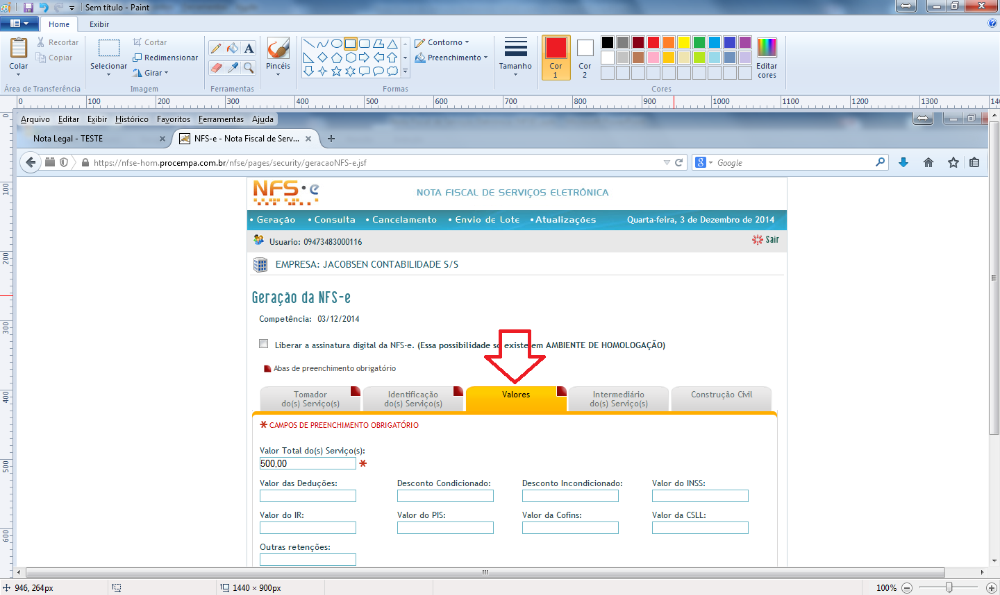 Sem título - Paint
Home Exibir
Colar
Recortar
Copiar
Área de Transferência
Selecionar
Cortar
Redimensionar
Girar
Imagem
A
Ferramentas
Pincéis
Contorno
Preenchimento
Formas
Tamanho
Cor
1
Cor
2
Editar
cores
Cores
0 100 200 300 400 500 600 700 800 900 1000 1100 1200 1300 140
0
100
200
300
400
500
600
Arquivo Editar Exibir Histórico Favoritos Ferramentas Ajuda
Nota Legal - TESTE
NFS-e - Nota Fiscal de Serv...
https://nfse-hom.procempa.com.br/nfse/pages/security/geracaoNFS-e.jsf
8 Google
NFS·e
NOTA FISCAL DE SERVIÇOS ELETRÔNICA
• Geração • Consulta • Cancelamento • Envio de Lote • Atualizações Quarta-feira, 3 de Dezembro de 2014
Usuario: 09473483000116
Sair
EMPRESA: JACOBSEN CONTABILIDADE S/S
Geração da NFS-e
Competência: 03/12/2014
Liberar a assinatura digital da NFS-e. (Essa possibilidade só existe em AMBIENTE DE HOMOLOGAÇÃO)
Abas de preenchimento obrigatório
Tomador
do(s) Serviço(s)
Identificação
do(s) Serviço(s)
Valores
Intermediário
do(s) Serviço(s)
Construção Civil
* CAMPOS DE PREENCHIMENTO OBRIGATÓRIO
Valor Total do(s) Serviço(s):
500,00 *
Valor das Deduções: Desconto Condicionado: Desconto Incondicionado: Valor do INSS:
Valor do IR: Valor do PIS: Valor da Cofins: Valor da CSLL:
Outras retenções:
946, 264px
1440 × 900px
100%